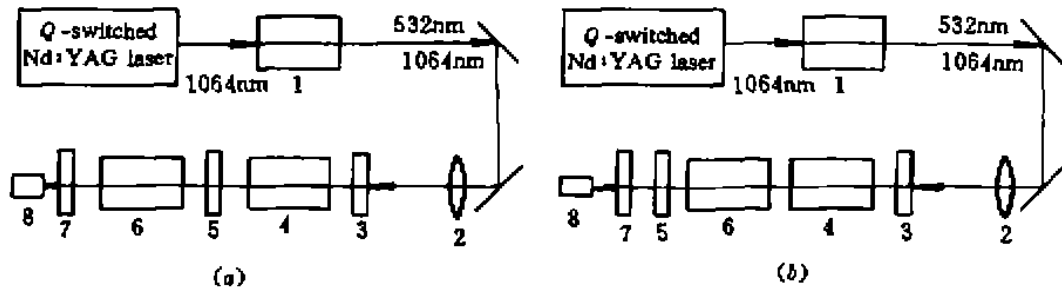 Q-switched
Nd:YAG laser
1064nm
1
532nm
1064nm
8
7
6
5
4
3
2
(a)
Q-switched
Nd:YAG laser
1064nm
1
532nm
1064nm
8
7
5
6
4
3
2
(b)